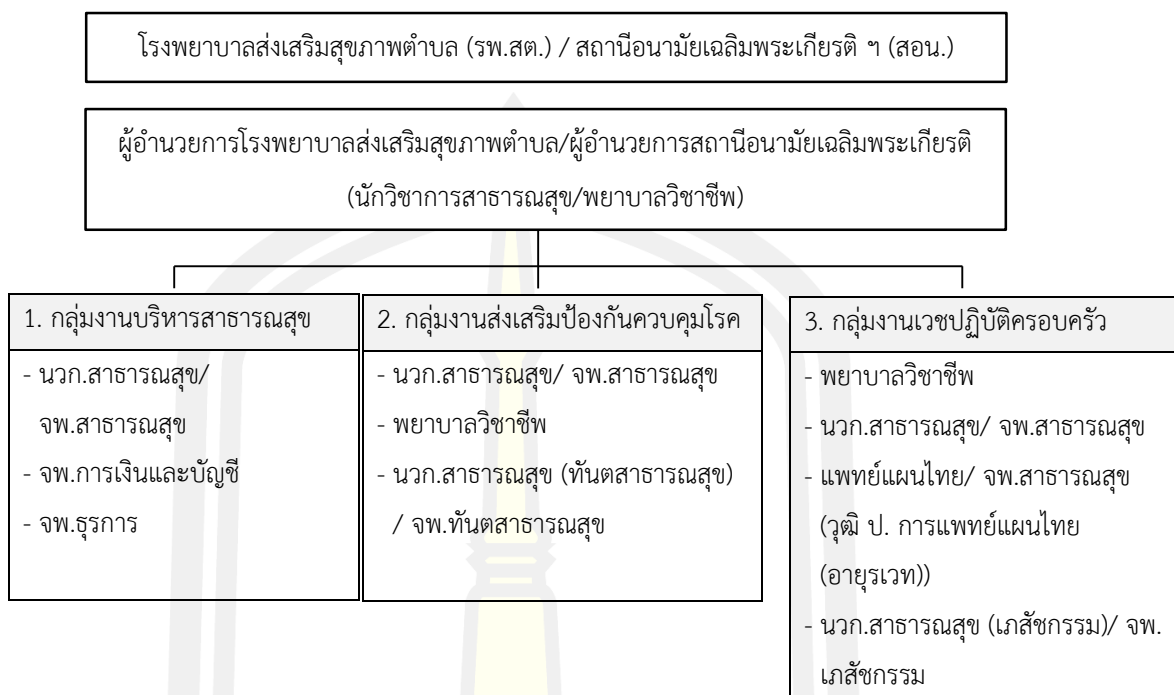 โรงพยาบาลส่งเสริมสุขภาพตำบล (รพ.สต.) / สถานีอนามัยเฉลิมพระเกียรติ ฯ (สอน.)
ผู้อำนวยการโรงพยาบาลส่งเสริมสุขภาพตำบล/ผู้อำนวยการสถานีอนามัยเฉลิมพระเกียรติ
(นักวิชาการสาธารณสุข/พยาบาลวิชาชีพ)
1. กลุ่มงานบริหารสาธารณสุข
- นวก.สาธารณสุข/
จพ.สาธารณสุข
- จพ.การเงินและบัญชี
- จพ.ธุรการ
2. กลุ่มงานส่งเสริมป้องกันควบคุมโรค
- นวก.สาธารณสุข/ จพ.สาธารณสุข
- พยาบาลวิชาชีพ
- นวก.สาธารณสุข (ทันตสาธารณสุข)
/ จพ.ทันตสาธารณสุข
3. กลุ่มงานเวชปฏิบัติครอบครัว
- พยาบาลวิชาชีพ
- นวก.สาธารณสุข/ จพ.สาธารณสุข
- แพทย์แผนไทย/ จพ.สาธารณสุข
(วุฒิ ป. การแพทย์แผนไทย
(อายุรเวท))
- นวก.สาธารณสุข (เภสัชกรรม)/ จพ.
เภสัชกรรม